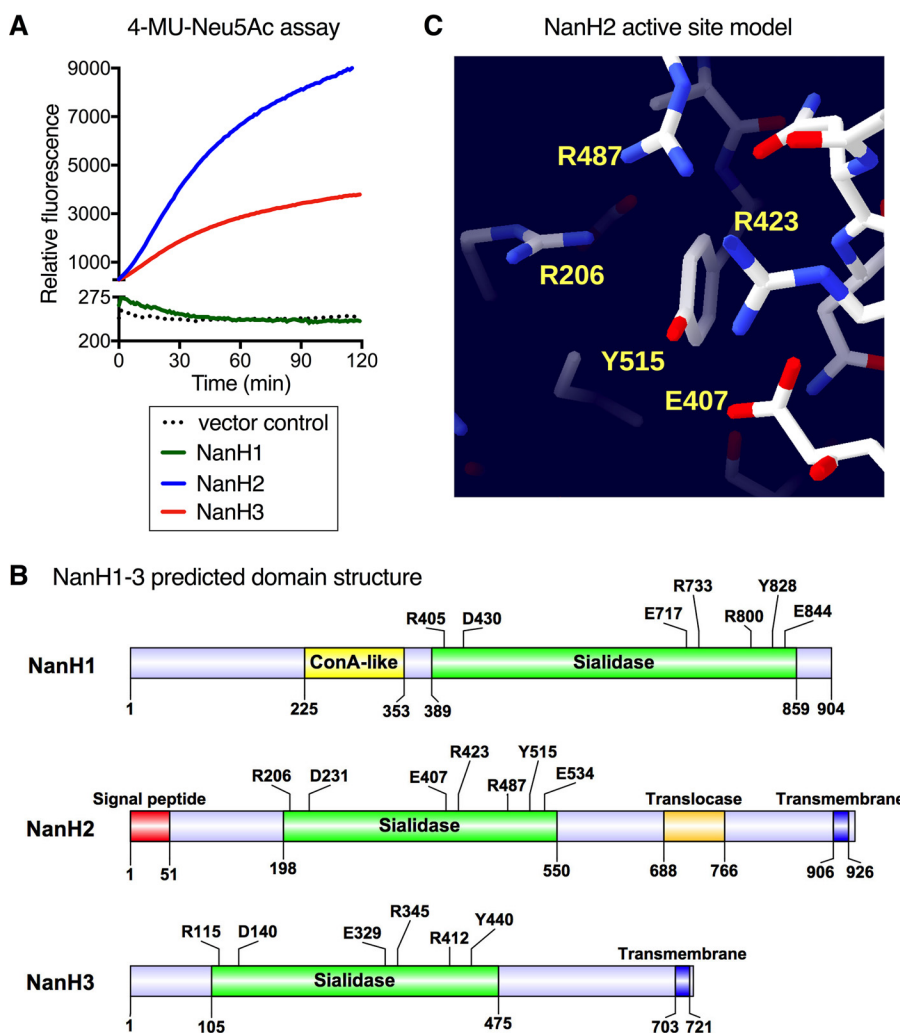 A
4-MU-Neu5Ac assay
Relative fluorescence
9000
7000
5000
3000
1000
275
200
0 30 60 90 120
Time (min)
vector control
NanH1
NanH2
NanH3
C
NanH2 active site model
R487
R423
R206
Y515
E407
B NanH1-3 predicted domain structure
R733 Y828
R405 D430 E717 R800 E844
NanH1 ConA-like Sialidase
1 225 353 389 859 904
R423 Y515
R206 D231 E407 R487 E534
Signal peptide Translocase Transmembrane
NanH2 Sialidase
1 51 198 550 688 766 906 926
R345 Y440
R115 D140 E329 R412
Transmembrane
NanH3 Sialidase
1 105 475 703 721